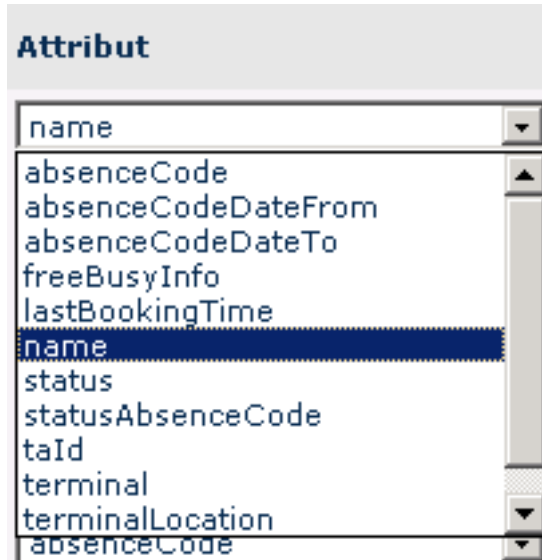 Attribut
name
absenceCode
absenceCodeDateFrom
absenceCodeDateTo
freeBusyInfo
lastBookingTime
name
status
statusAbsenceCode
taId
terminal
terminalLocation
absenceCode